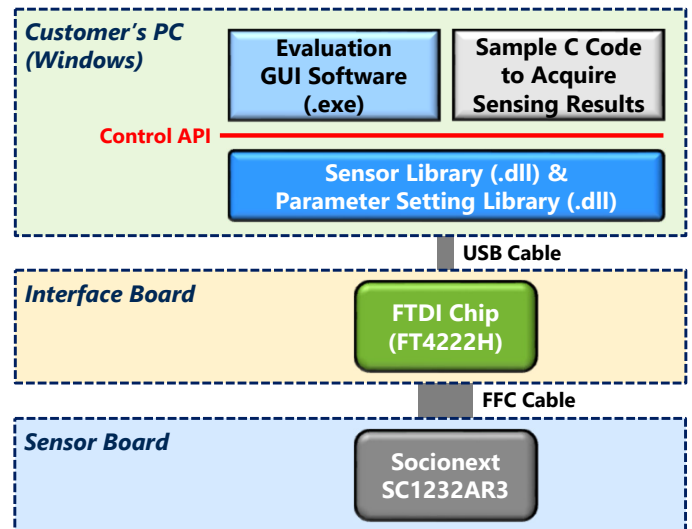 Customer's PC
(Windows)
Evaluation
GUI Software
(.exe)
Sample C Code
to Acquire
Sensing Results
Control API
Sensor Library (.dll) &
Parameter Setting Library (.dll)
USB Cable
Interface Board
FTDI Chip
(FT4222H)
FFC Cable
Sensor Board
Socionext
SC1232AR3